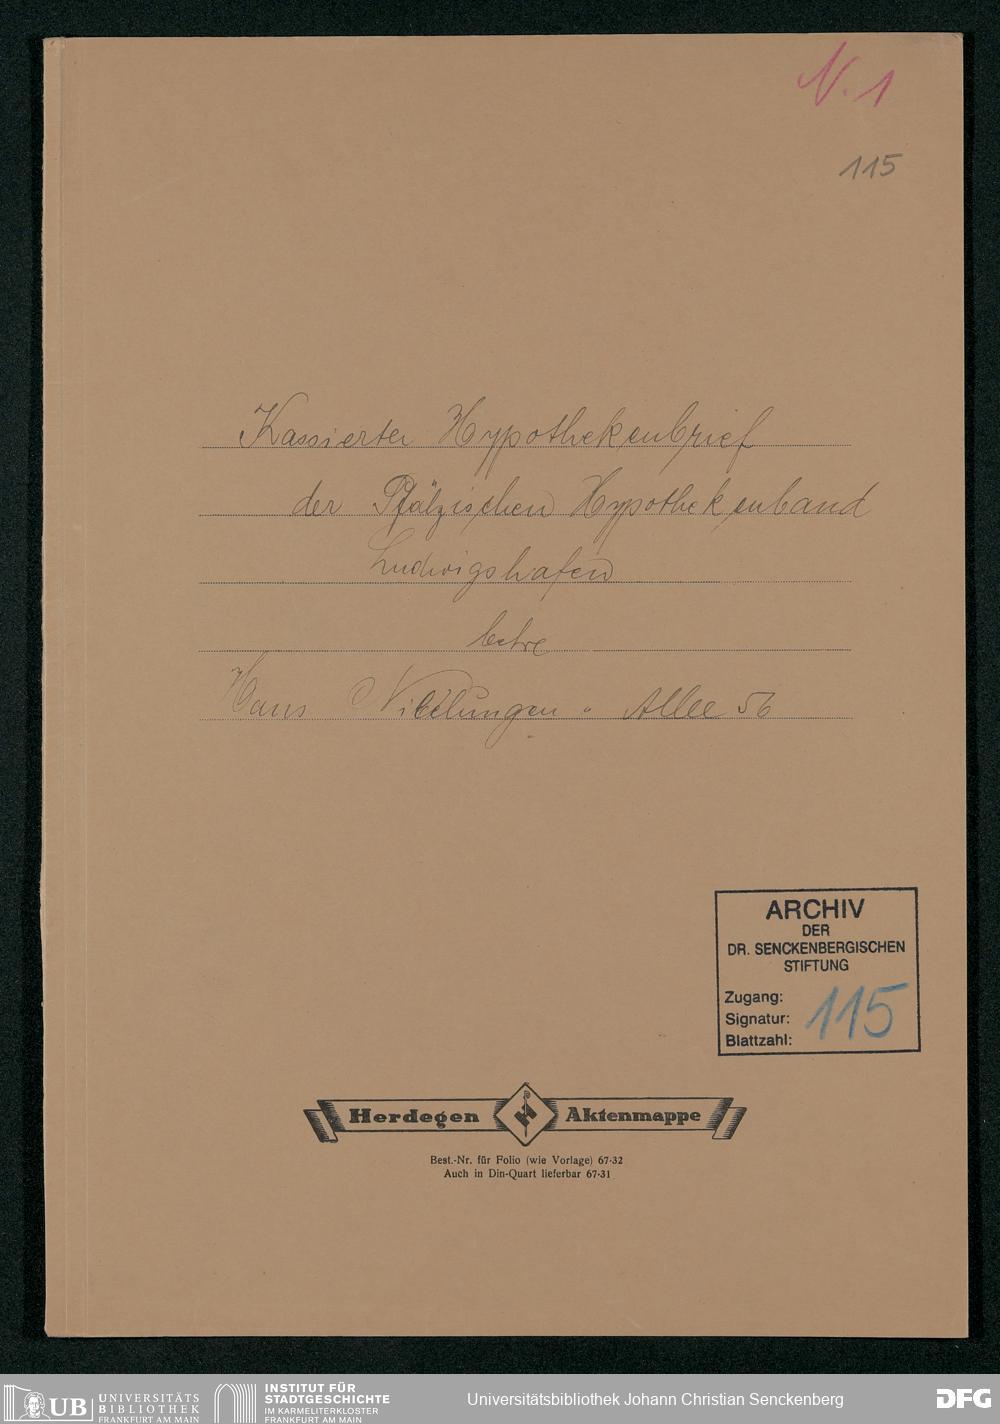 N. 1
115
Kassierter Hypothekenbrief
der Pfälzischen Hypothekenband
Ludwigshafen
betre
Haus Nibelungen-Allee 56
ARCHIV
DER
DR. SENCKENBERGISCHEN
STIFTUNG
Zugang:
Signatur: 115
Blattzahl:
Herdegen Aktenmappe
Best.-Nr. für Folio (wie Vorlage) 67·32
Auch in Din-Quart lieferbar 67·31
UB UNIVERSITÄTS
BIBLIOTHEK
FRANKFURT AM MAIN
INSTITUT FÜR
STADTGESCHICHTE
IM KARMELITERKLOSTER
FRANKFURT AM MAIN
Universitätsbibliothek Johann Christian Senckenberg
DFG